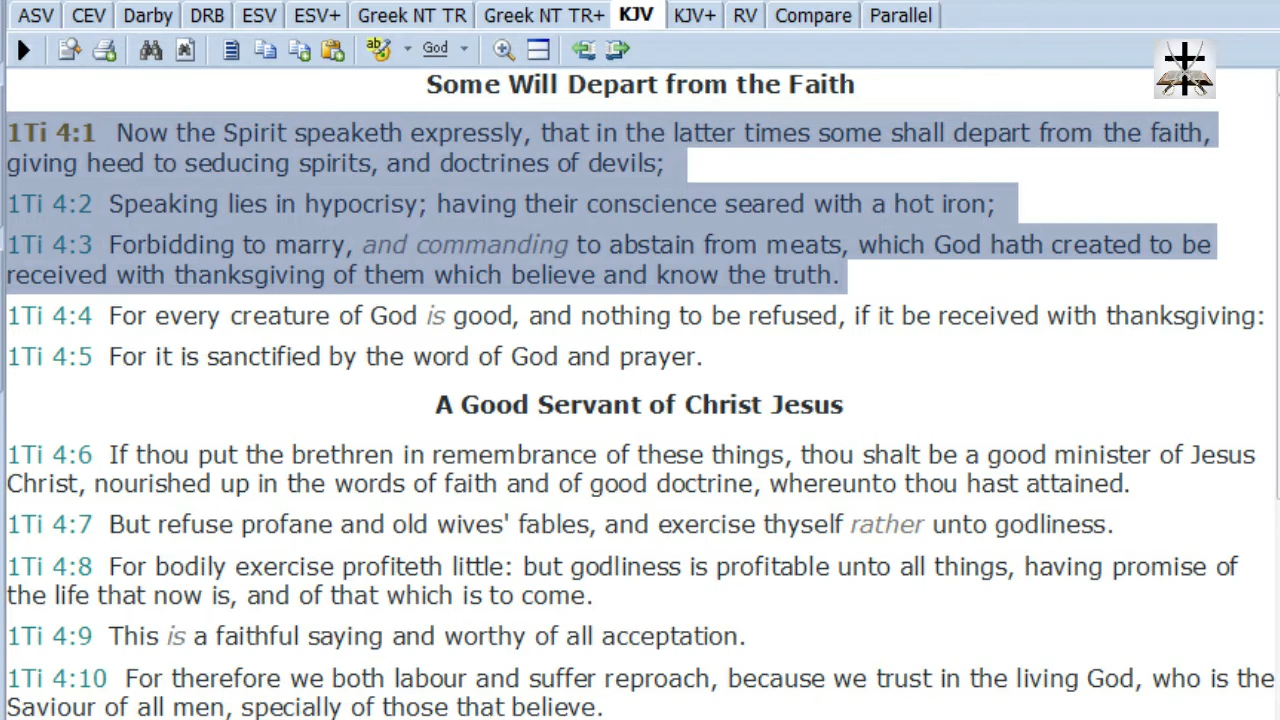 ASV CEV Darby DRB ESV ESV+ Greek NT TR Greek NT TR+ KJV KJV+ RV Compare Parallel
ab God
Some Will Depart from the Faith
1Ti 4:1 Now the Spirit speaketh expressly, that in the latter times some shall depart from the faith,
giving heed to seducing spirits, and doctrines of devils;
1Ti 4:2 Speaking lies in hypocrisy; having their conscience seared with a hot iron;
1Ti 4:3 Forbidding to marry, and commanding to abstain from meats, which God hath created to be
received with thanksgiving of them which believe and know the truth.
1Ti 4:4 For every creature of God is good, and nothing to be refused, if it be received with thanksgiving:
1Ti 4:5 For it is sanctified by the word of God and prayer.
A Good Servant of Christ Jesus
1Ti 4:6 If thou put the brethren in remembrance of these things, thou shalt be a good minister of Jesus
Christ, nourished up in the words of faith and of good doctrine, whereunto thou hast attained.
1Ti 4:7 But refuse profane and old wives' fables, and exercise thyself rather unto godliness.
1Ti 4:8 For bodily exercise profiteth little: but godliness is profitable unto all things, having promise of
the life that now is, and of that which is to come.
1Ti 4:9 This is a faithful saying and worthy of all acceptation.
1Ti 4:10 For therefore we both labour and suffer reproach, because we trust in the living God, who is the
Saviour of all men, specially of those that believe.